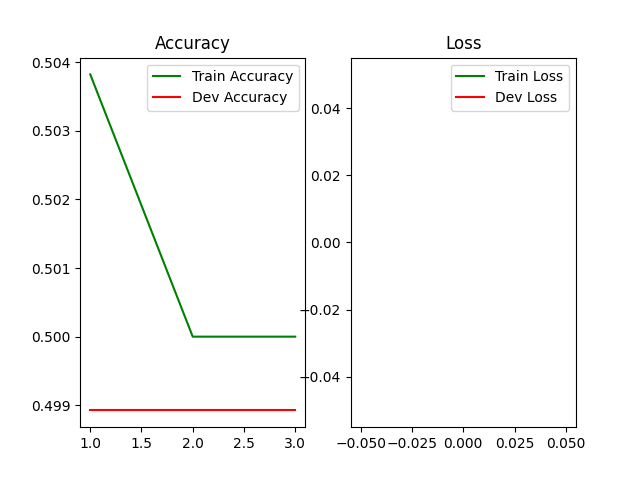 Accuracy
Train Accuracy
Dev Accuracy
0.504
0.503
0.502
0.501
0.500
0.499
1.0 1.5 2.0 2.5 3.0
Loss
Train Loss
Dev Loss
0.04
0.02
0.00
−0.02
−0.04
−0.050 −0.025 0.000 0.025 0.050